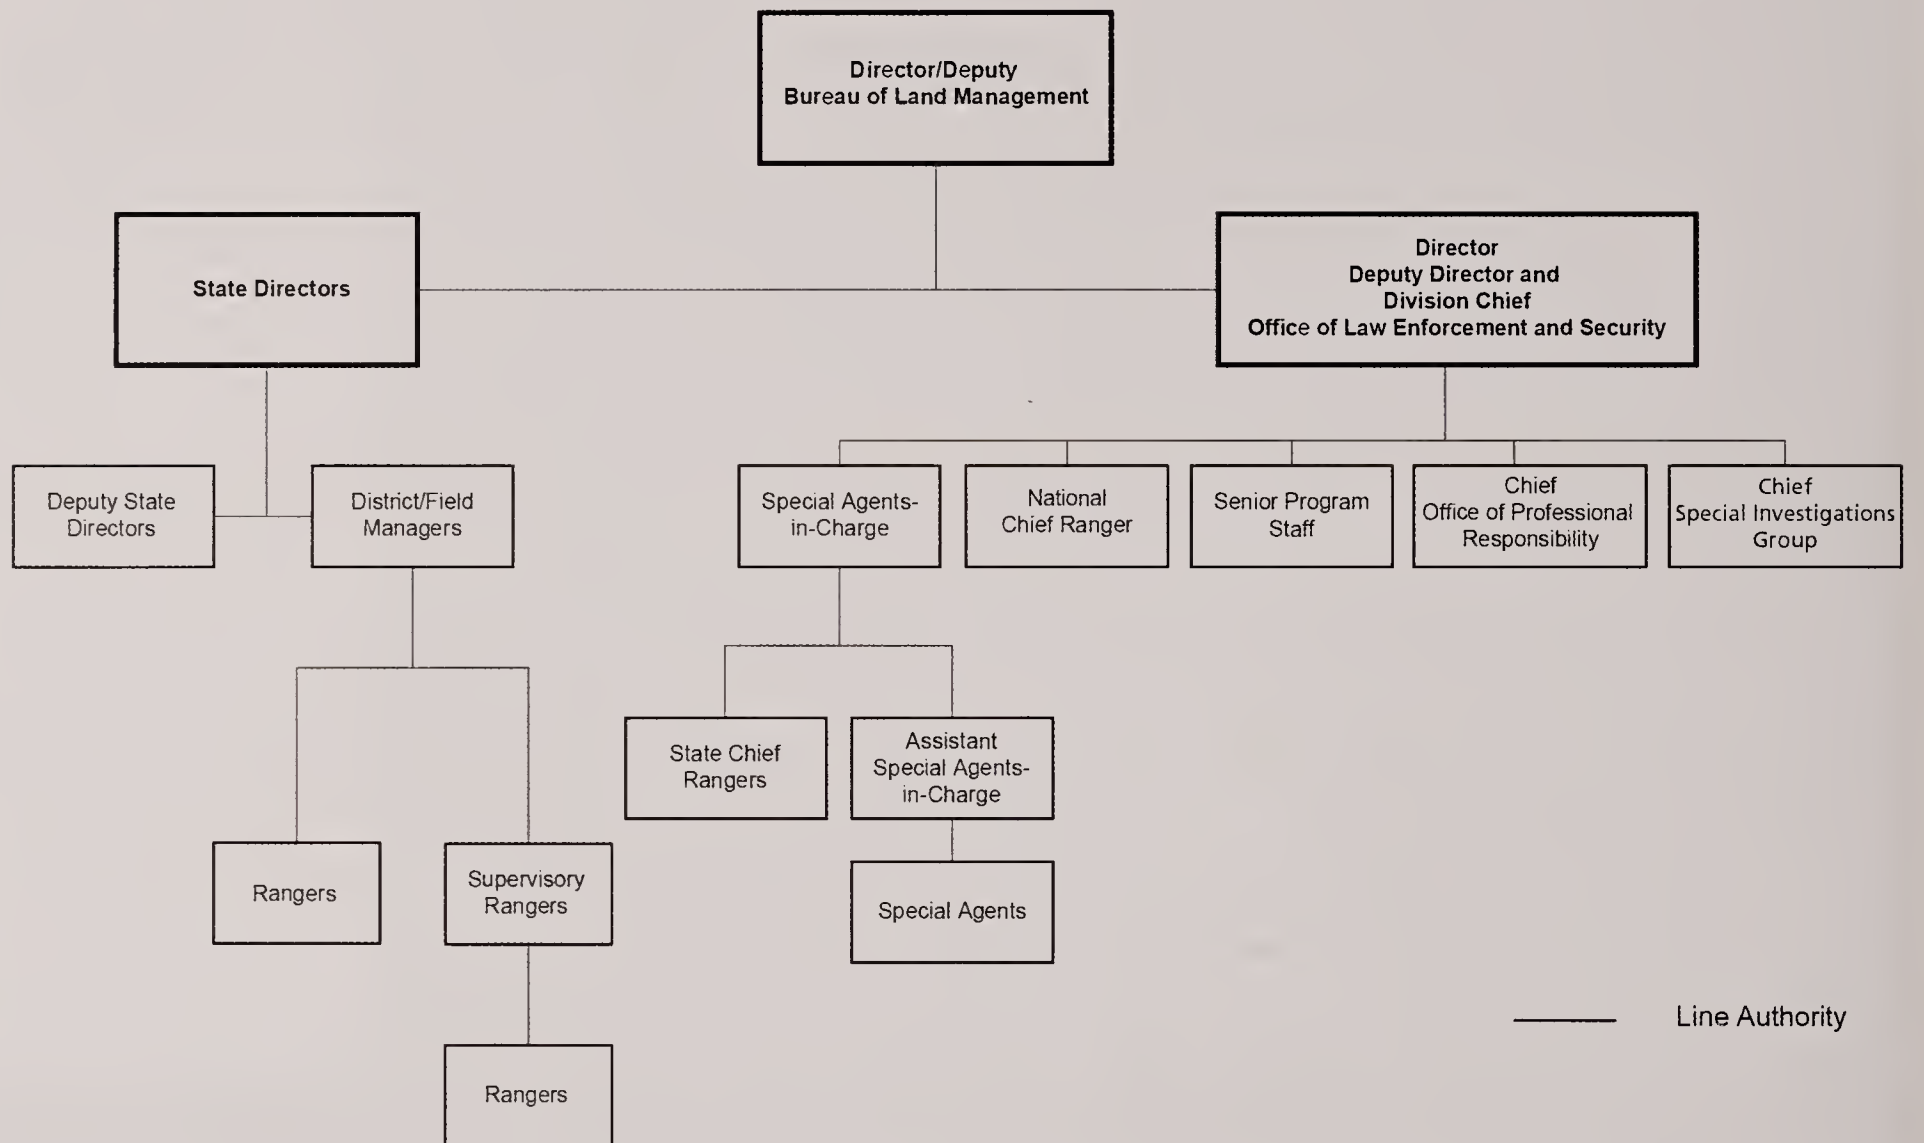 Director/Deputy
Bureau of Land Management
State Directors
Director
Deputy Director and
Division Chief
Office of Law Enforcement and Security
Deputy State
Directors
District/Field
Managers
Special Agents-
in-Charge
National
Chief Ranger
Senior Program
Staff
Chief
Office of Professional
Responsibility
Chief
Special Investigations
Group
State Chief
Rangers
Assistant
Special Agents-
in-Charge
Rangers
Supervisory
Rangers
Special Agents
Rangers
Line Authority